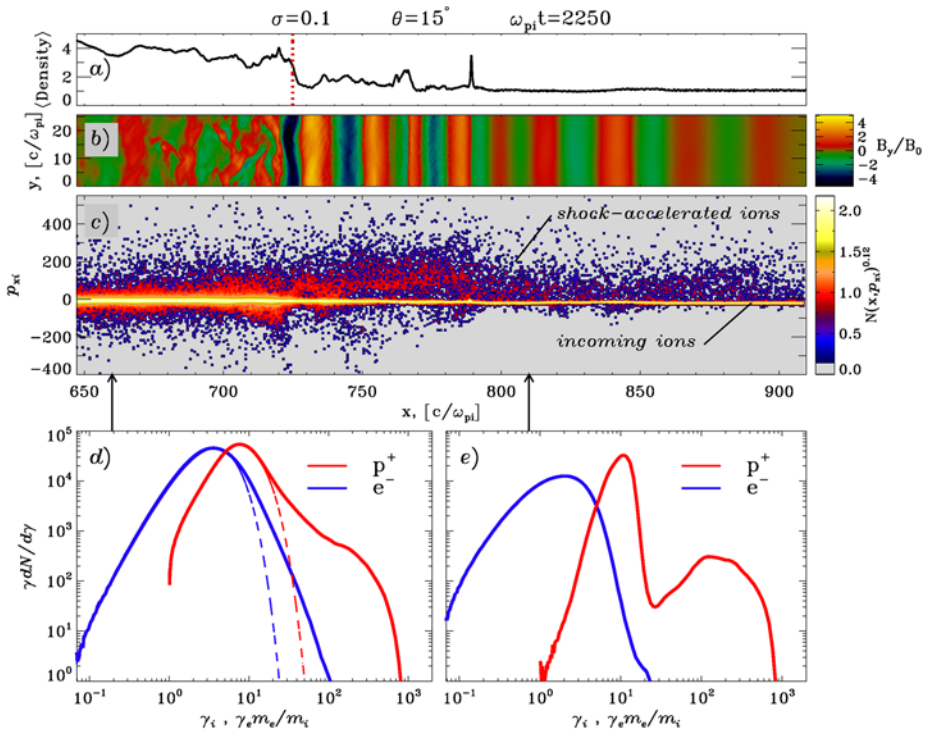 σ=0.1 θ=15° ω_pi t=2250
a)
⟨Density⟩
4
2
0
b)
y, [c/ω_pi]
20
10
0
4
2
0
−2
−4
B_y/B_0
c)
shock−accelerated ions
incoming ions
p_xi
400
200
0
−200
−400
2.0
1.5
1.0
0.5
0.0
N(x,p_xi)^0.12
650 700 750 800 850 900
x, [c/ω_pi]
d)
p^+
e^−
γdN/dγ
10^5
10^4
10^3
10^2
10^1
10^0
10^−1 10^0 10^1 10^2 10^3
γ_i , γ_e m_e/m_i
e)
p^+
e^−
10^−1 10^0 10^1 10^2 10^3
γ_i , γ_e m_e/m_i